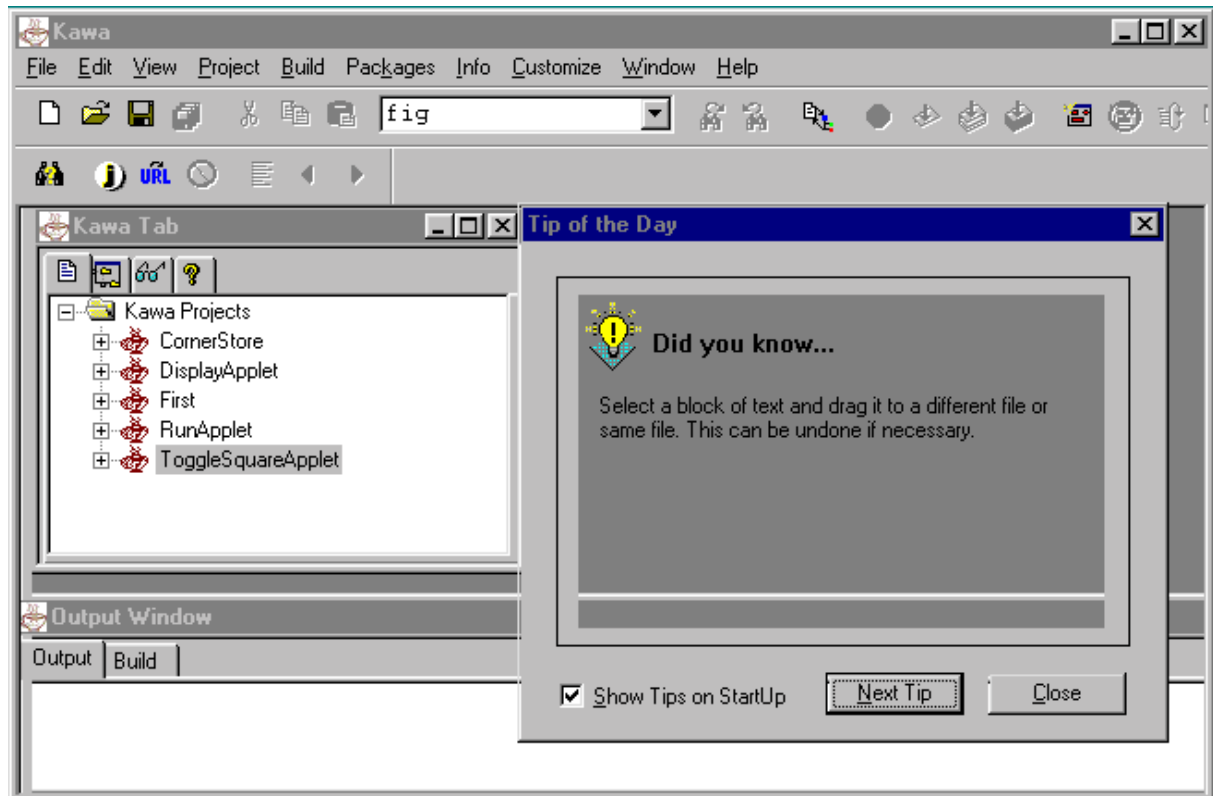 Kawa
File Edit View Project Build Packages Info Customize Window Help
fig
URL
Kawa Tab
Kawa Projects
CornerStore
DisplayApplet
First
RunApplet
ToggleSquareApplet
Tip of the Day
Did you know...
Select a block of text and drag it to a different file or
same file. This can be undone if necessary.
Show Tips on StartUp Next Tip Close
Output Window
Output Build